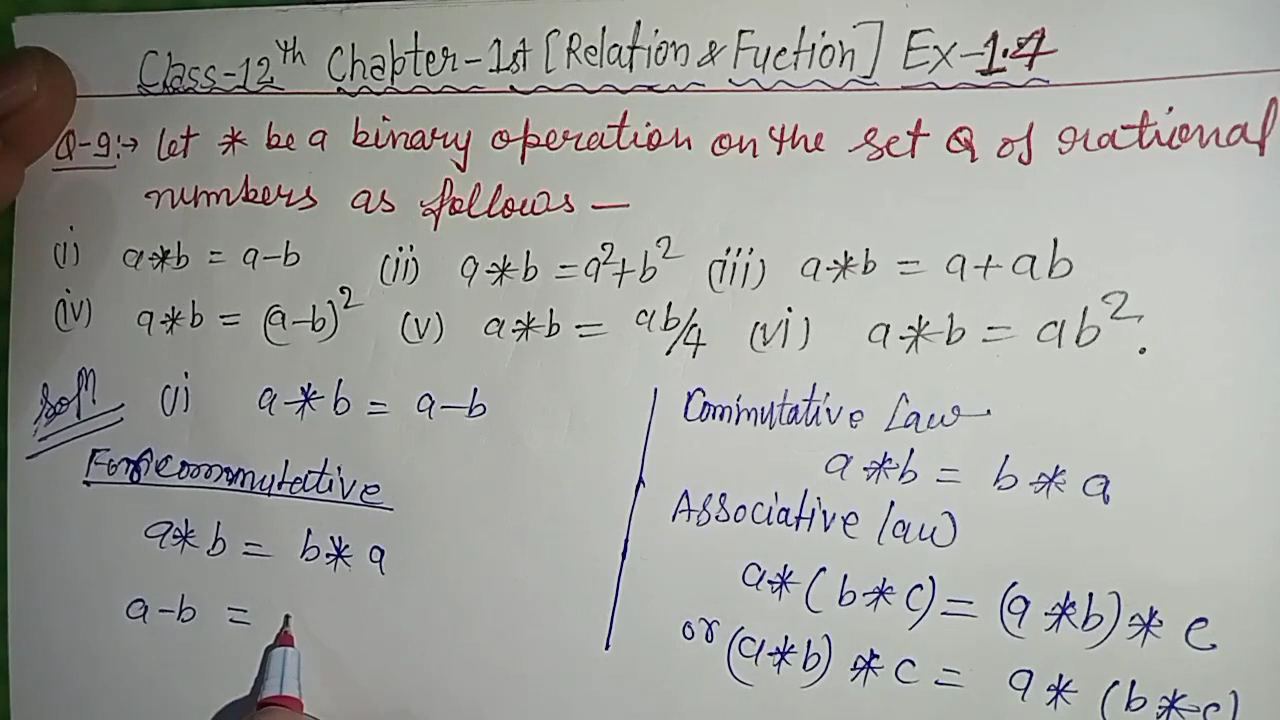 Class-12th Chapter-1st [Relation & Fuction] Ex-1.4
Q-9:→ Let * be a binary operation on the set Q of rational
numbers as follows —
(i) a*b = a-b (ii) a*b = a²+b² (iii) a*b = a+ab
(iv) a*b = (a-b)² (v) a*b = ab/4 (vi) a*b = ab².
Soln (i) a*b = a-b
For commutative
a*b = b*a
a-b =
Commutative Law
a*b = b*a
Associative law
a*(b*c) = (a*b)*c
or (a*b)*c = a*(b*c)